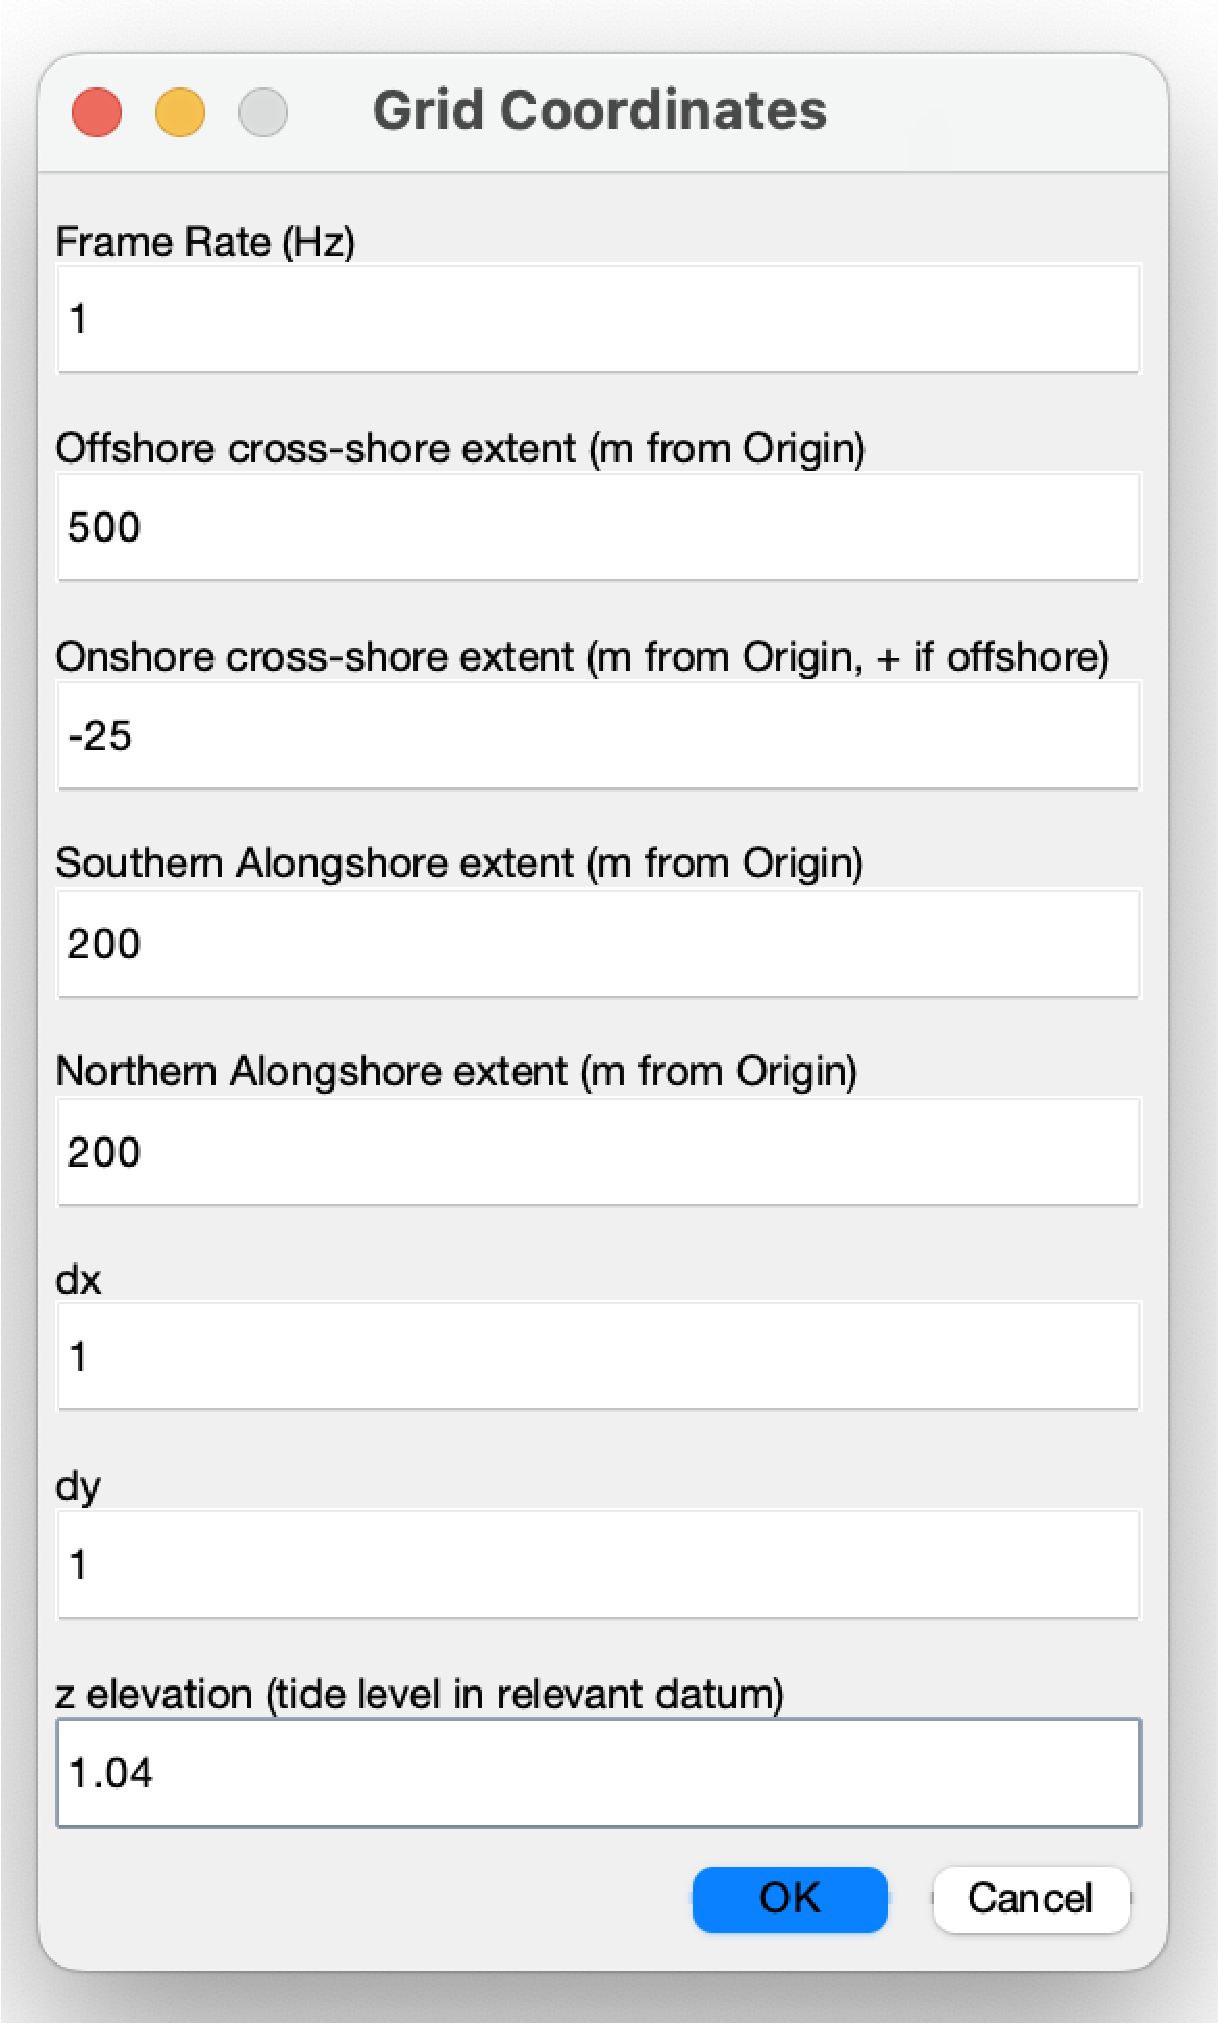 Grid Coordinates
Frame Rate (Hz)
1
Offshore cross-shore extent (m from Origin)
500
Onshore cross-shore extent (m from Origin, + if offshore)
-25
Southern Alongshore extent (m from Origin)
200
Northern Alongshore extent (m from Origin)
200
dx
1
dy
1
z elevation (tide level in relevant datum)
1.04
OK Cancel